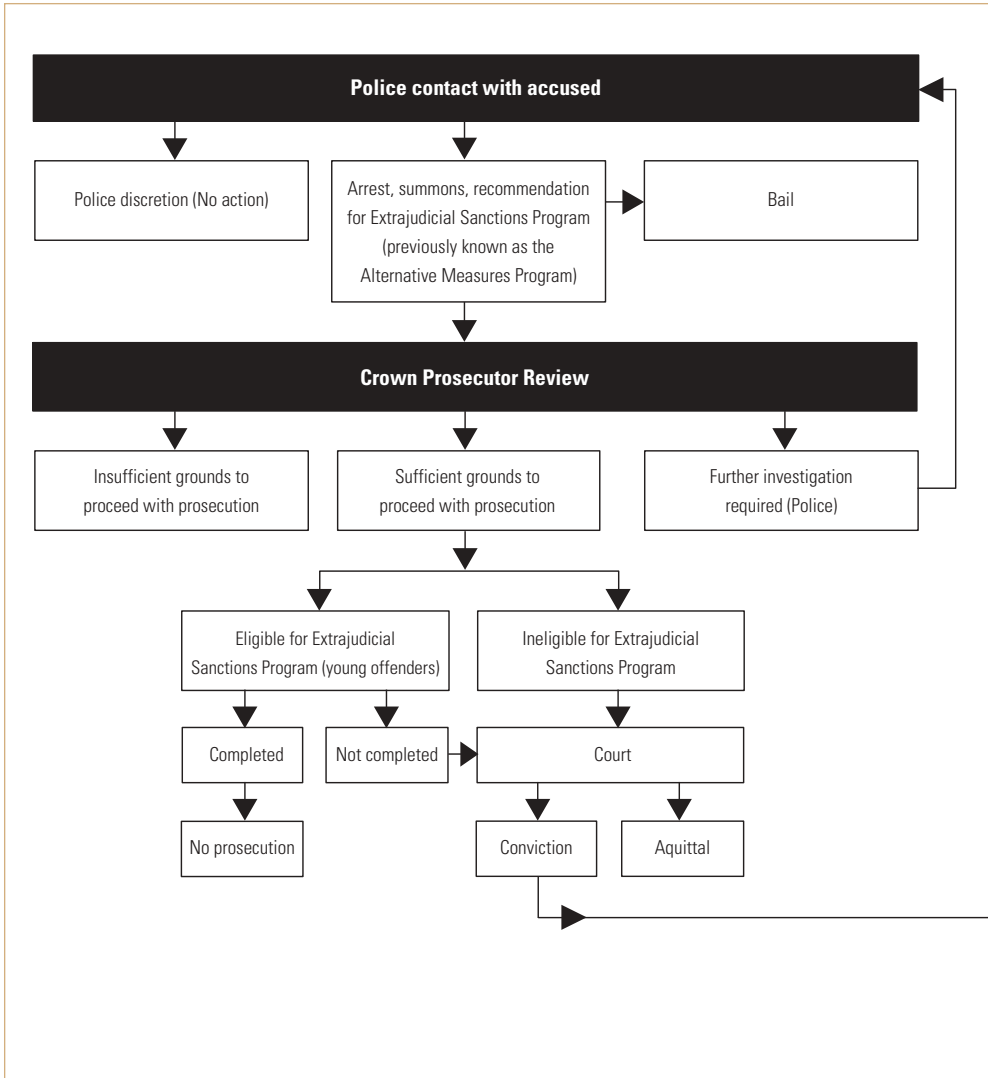 Police contact with accused
Police discretion (No action)
Arrest, summons, recommendation
for Extrajudicial Sanctions Program
(previously known as the
Alternative Measures Program)
Bail
Crown Prosecutor Review
Insufficient grounds to
proceed with prosecution
Sufficient grounds to
proceed with prosecution
Further investigation
required (Police)
Eligible for Extrajudicial
Sanctions Program (young offenders)
Ineligible for Extrajudicial
Sanctions Program
Completed
Not completed
Court
No prosecution
Conviction
Aquittal